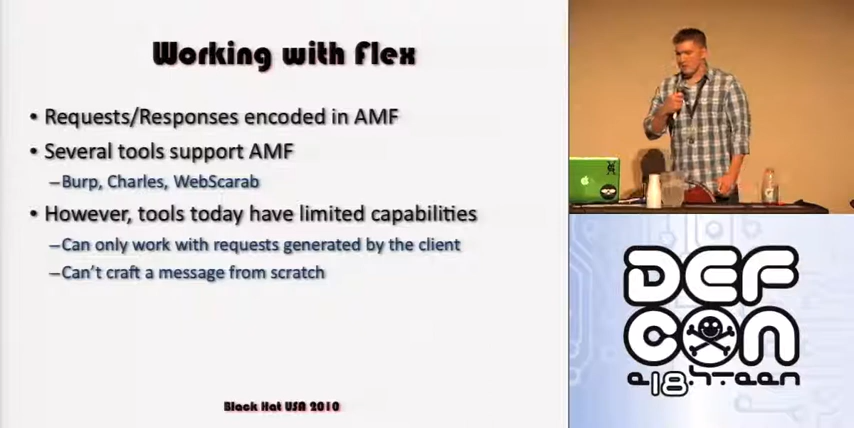 Working with Flex
• Requests/Responses encoded in AMF
• Several tools support AMF
–Burp, Charles, WebScarab
• However, tools today have limited capabilities
–Can only work with requests generated by the client
–Can't craft a message from scratch
Black Hat USA 2010
DEF
CON
e18h-teen